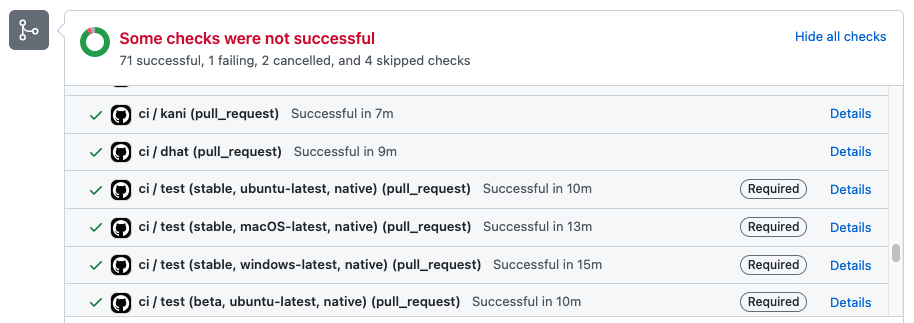 Some checks were not successful
Hide all checks
71 successful, 1 failing, 2 cancelled, and 4 skipped checks
ci / kani (pull_request) Successful in 7m Details
ci / dhat (pull_request) Successful in 9m Details
ci / test (stable, ubuntu-latest, native) (pull_request) Successful in 10m Required Details
ci / test (stable, macOS-latest, native) (pull_request) Successful in 13m Required Details
ci / test (stable, windows-latest, native) (pull_request) Successful in 15m Required Details
ci / test (beta, ubuntu-latest, native) (pull_request) Successful in 10m Required Details